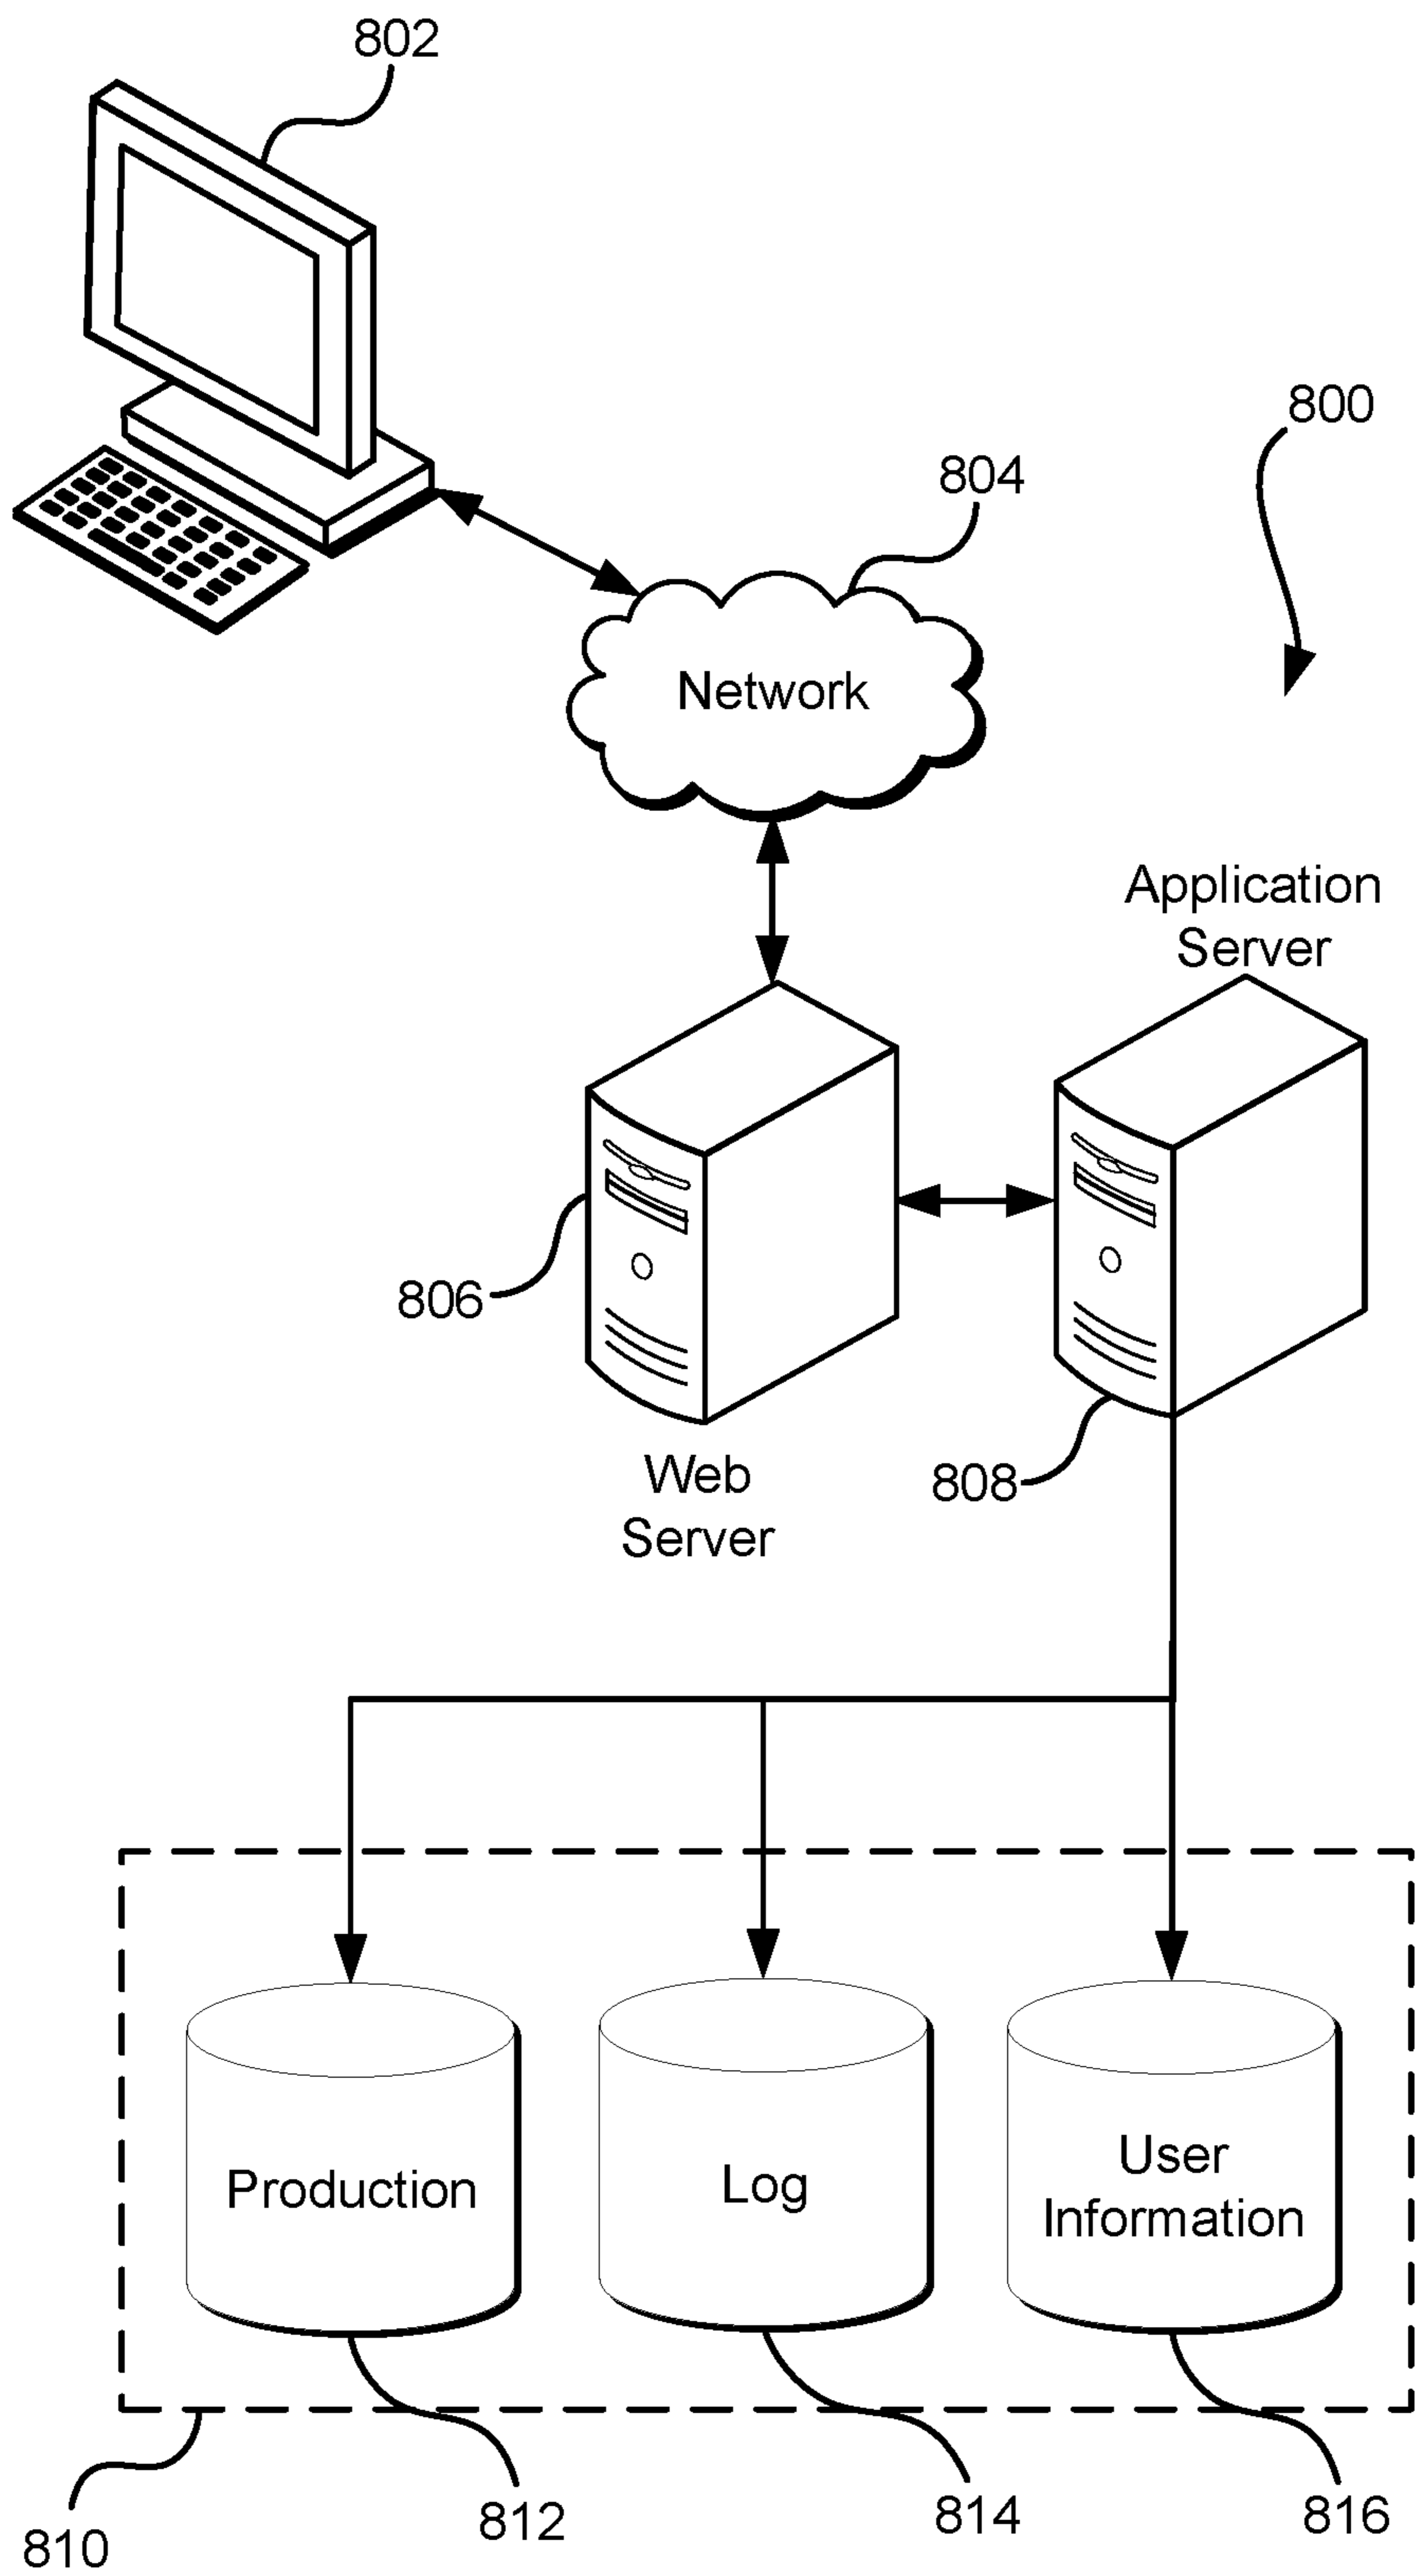 802
800
804
Network
Application
Server
806
808
Web
Server
Production
Log
User
Information
810
812
814
816